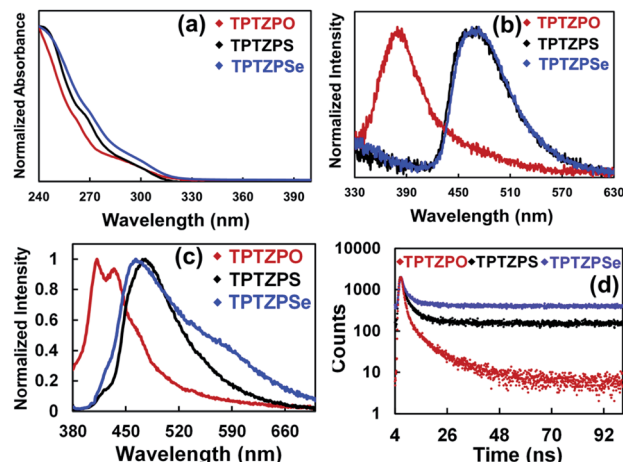 (a)
TPTZPO
TPTZPS
TPTZPSe
Normalized Absorbance
240 270 300 330 360 390
Wavelength (nm)
(b)
TPTZPO
TPTZPS
TPTZPSe
Normalized Intensity
330 390 450 510 570 630
Wavelength (nm)
(c)
TPTZPO
TPTZPS
TPTZPSe
Normalized Intensity
1
0.8
0.6
0.4
0.2
0
380 450 520 590 660
Wavelength (nm)
TPTZPO TPTZPS TPTZPSe
(d)
Counts
10000
1000
100
10
1
4 26 48 70 92
Time (ns)